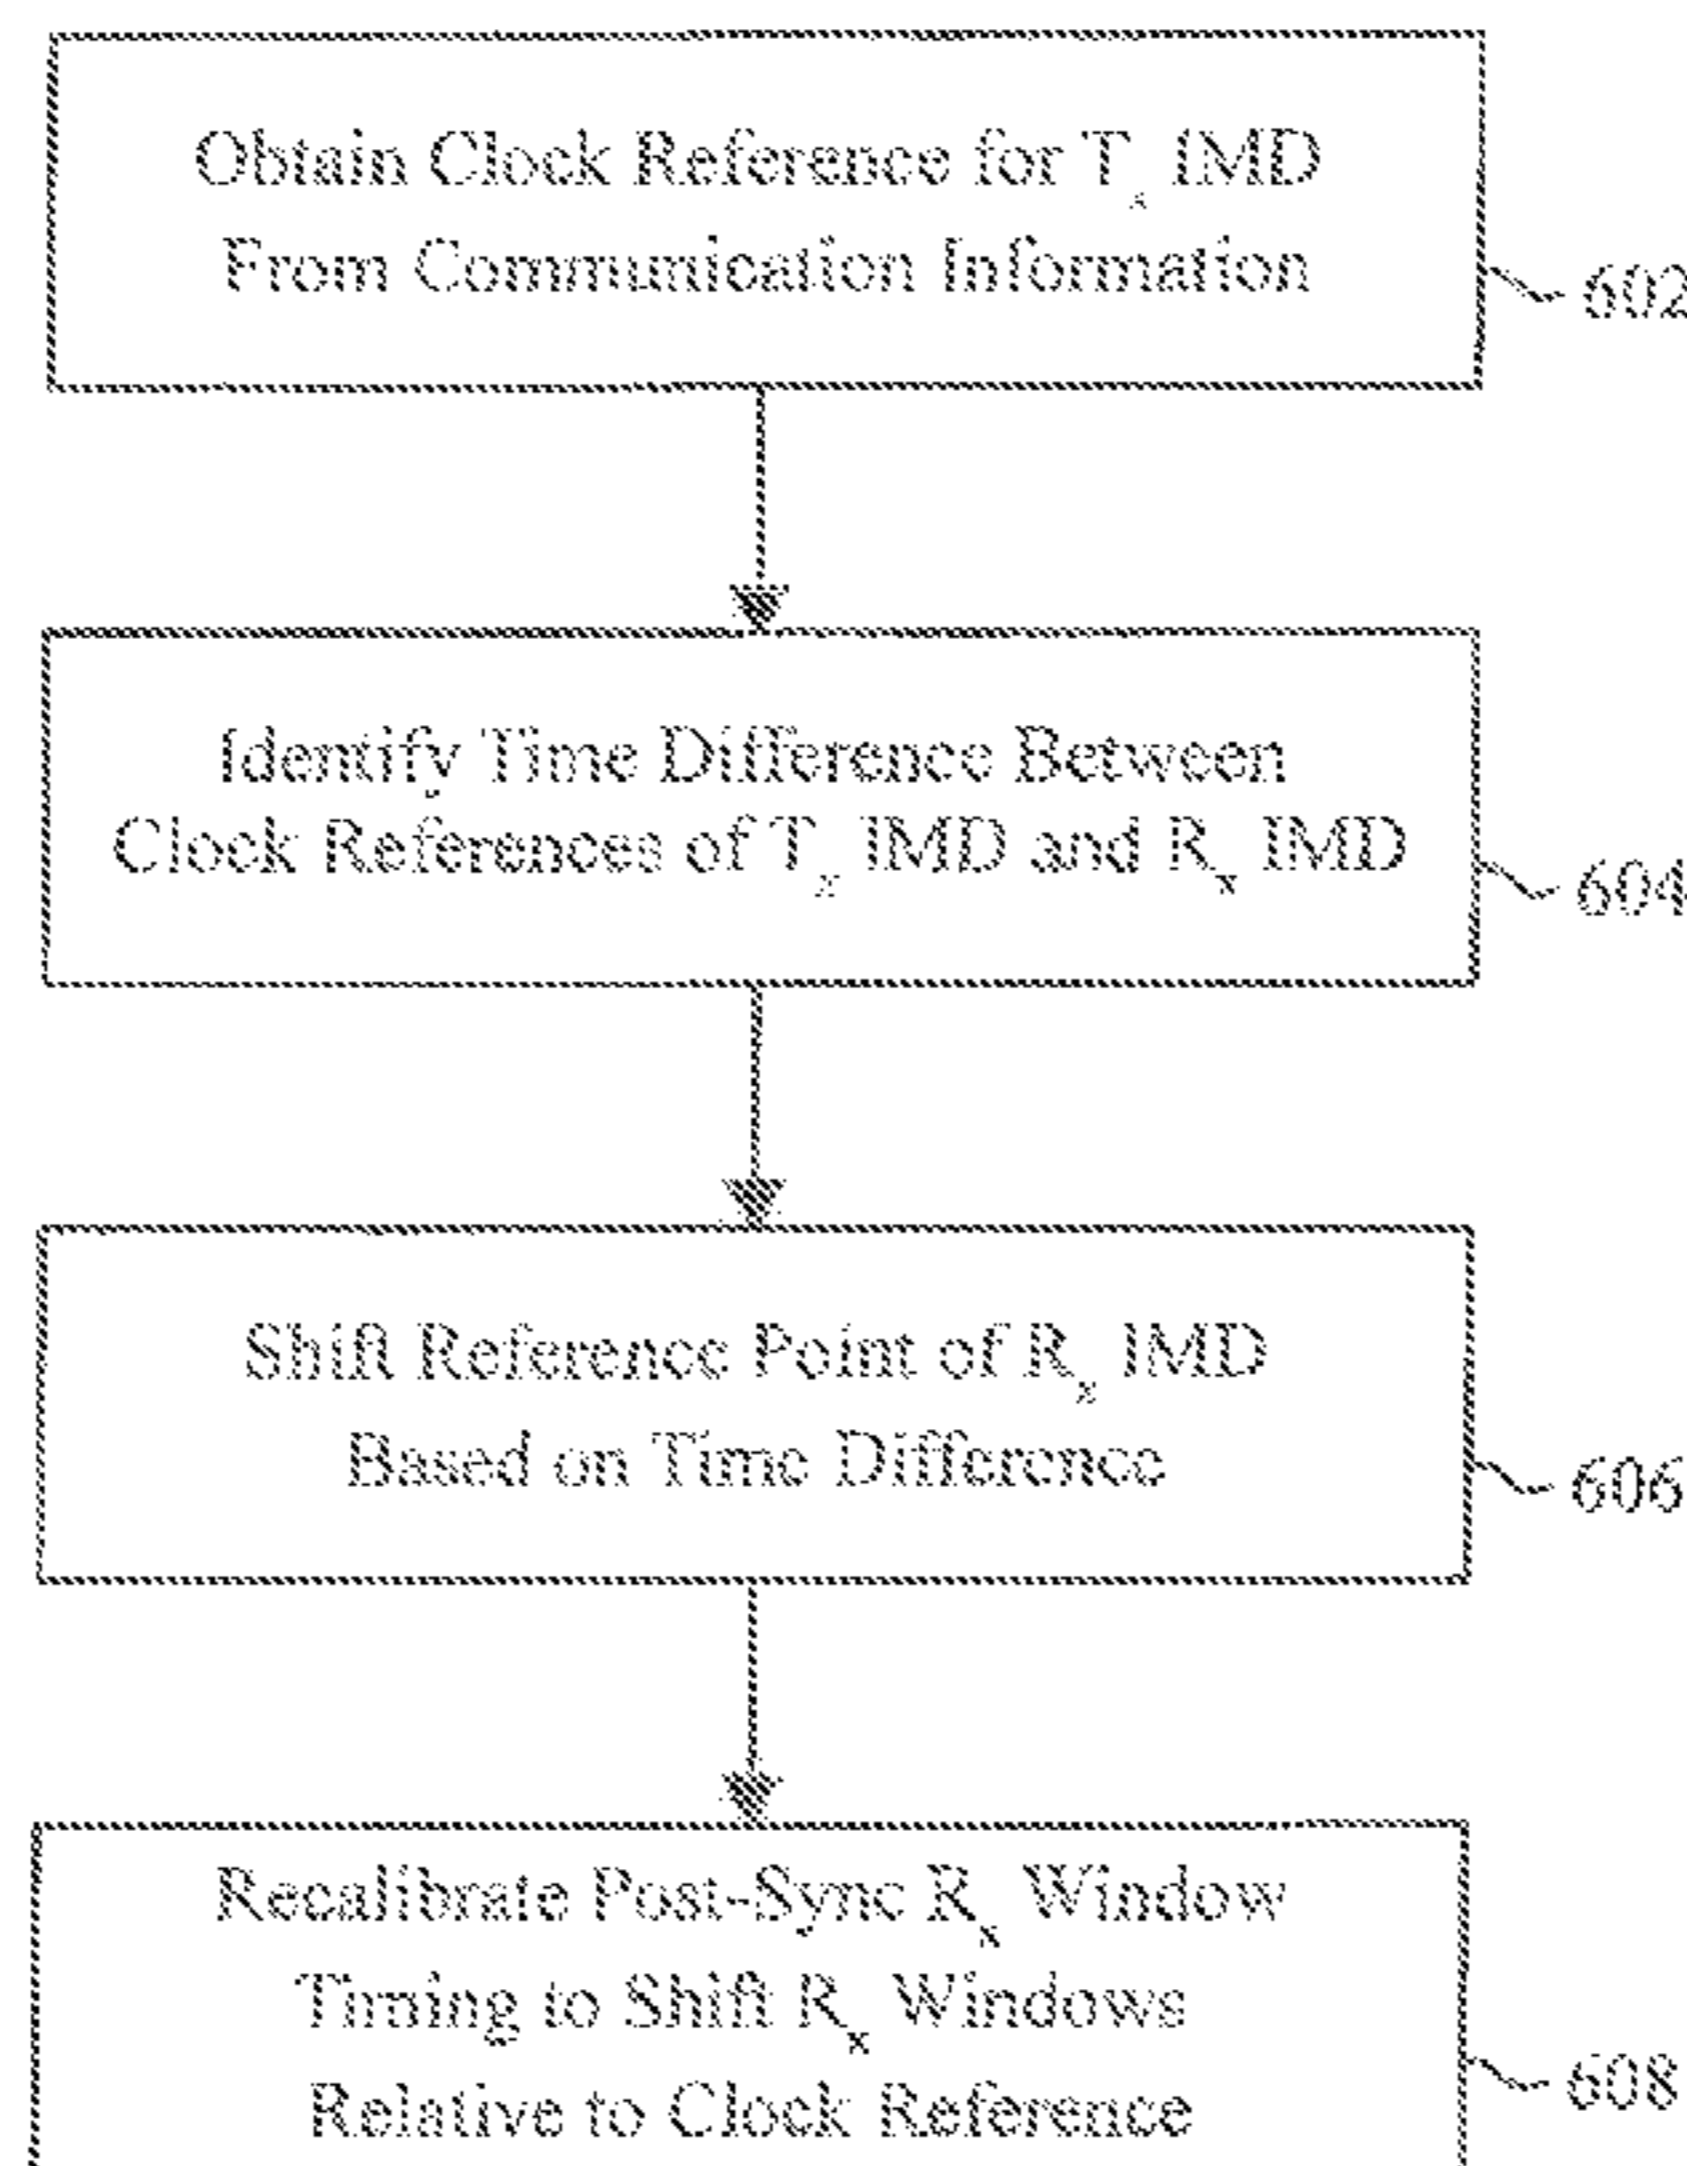 Obtain Clock Reference for Tx IMD
From Communication Information
602
Identify Time Difference Between
Clock References of Tx IMD and Rx IMD
604
Shift Reference Point of Rx IMD
Based on Time Difference
606
Recalibrate Post-Sync Rx Window
Timing to Shift Rx Windows
Relative to Clock Reference
608